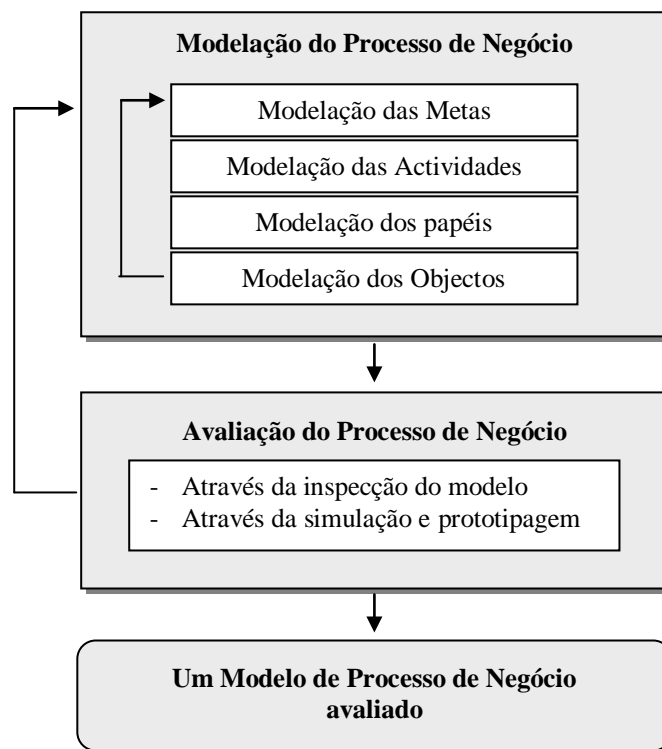 Modelação do Processo de Negócio
Modelação das Metas
Modelação das Actividades
Modelação dos papéis
Modelação dos Objectos
Avaliação do Processo de Negócio
- Através da inspecção do modelo
- Através da simulação e prototipagem
Um Modelo de Processo de Negócio
avaliado